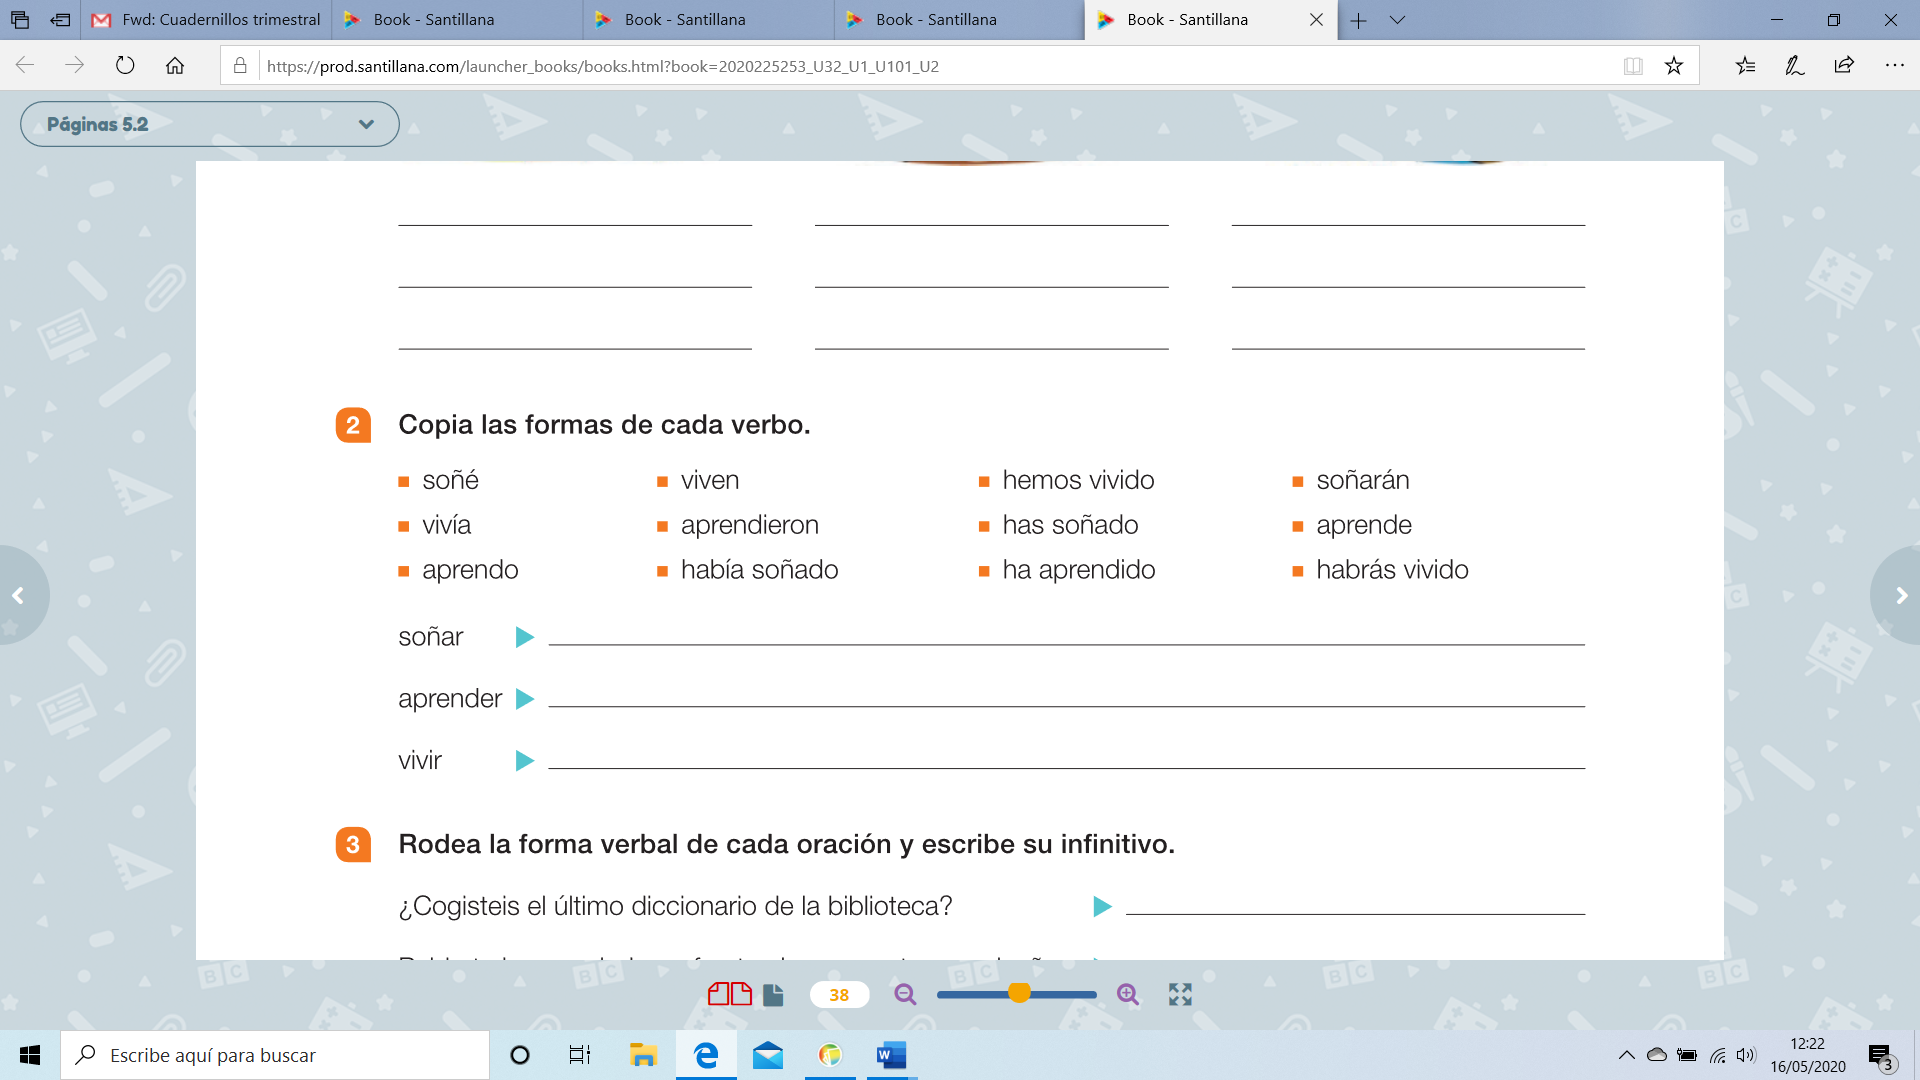 Fwd: Cuadernillos trimestral
Book - Santillana
Book - Santillana
Book - Santillana
Book - Santillana
https://prod.santillana.com/launcher_books/books.html?book=2020225253_U32_U1_U101_U2
Páginas 5.2
2 Copia las formas de cada verbo.
soñé viven hemos vivido soñarán
vivía aprendieron has soñado aprende
aprendo había soñado ha aprendido habrás vivido
soñar
aprender
vivir
3 Rodea la forma verbal de cada oración y escribe su infinitivo.
¿Cogisteis el último diccionario de la biblioteca?
38
Escribe aquí para buscar
12:22
16/05/2020
3